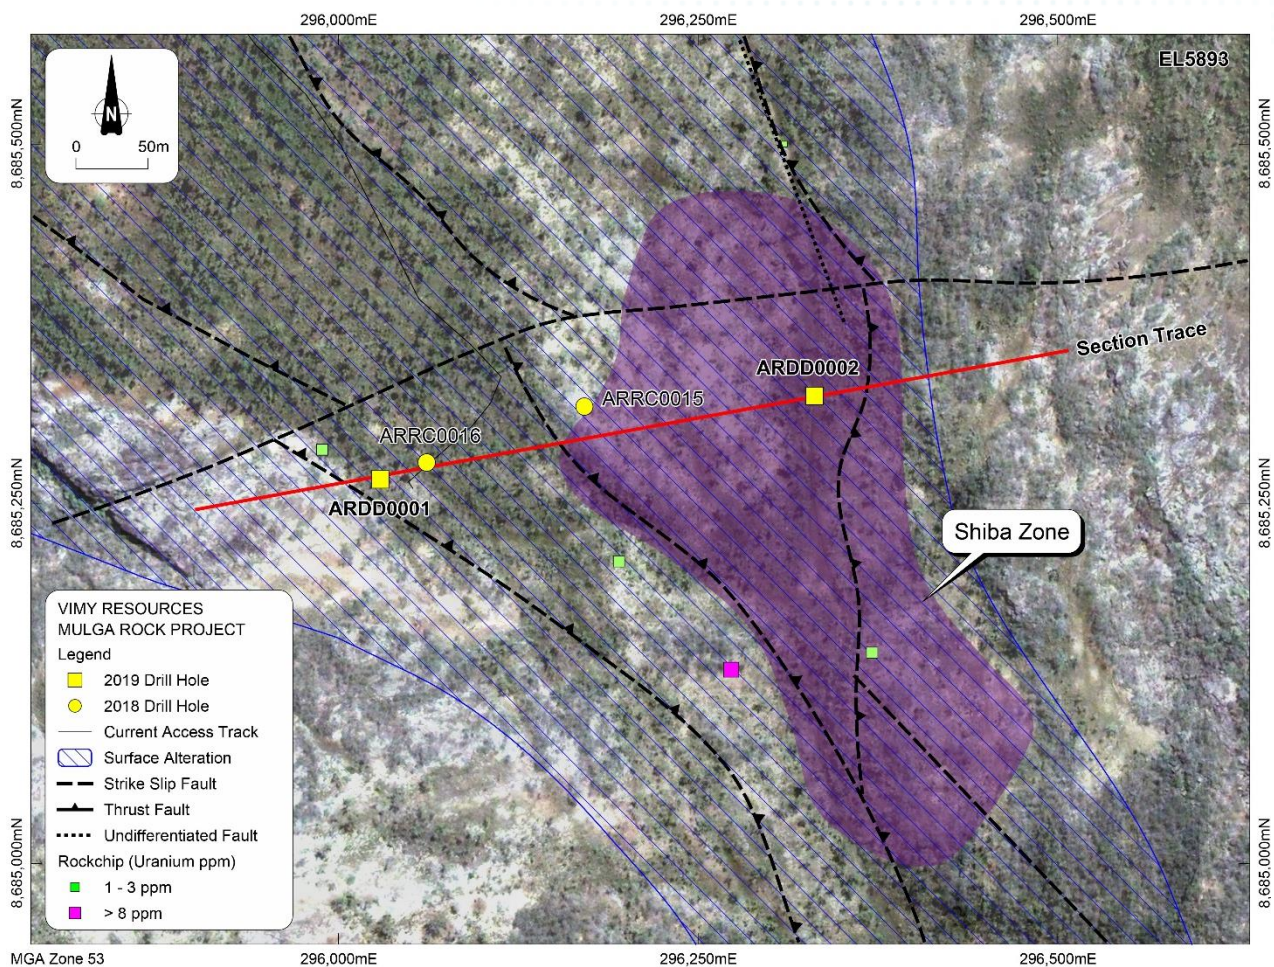 296,000mE
296,250mE
296,500mE
EL5893
N
0 50m
8,685,500mN
8,685,500mN
Section Trace
ARDD0002
ARRC0015
ARRC0016
ARDD0001
8,685,250mN
8,685,250mN
Shiba Zone
VIMY RESOURCES
MULGA ROCK PROJECT
Legend
2019 Drill Hole
2018 Drill Hole
Current Access Track
Surface Alteration
Strike Slip Fault
Thrust Fault
Undifferentiated Fault
Rockchip (Uranium ppm)
1 - 3 ppm
> 8 ppm
8,685,000mN
8,685,000mN
MGA Zone 53
296,000mE
296,250mE
296,500mE